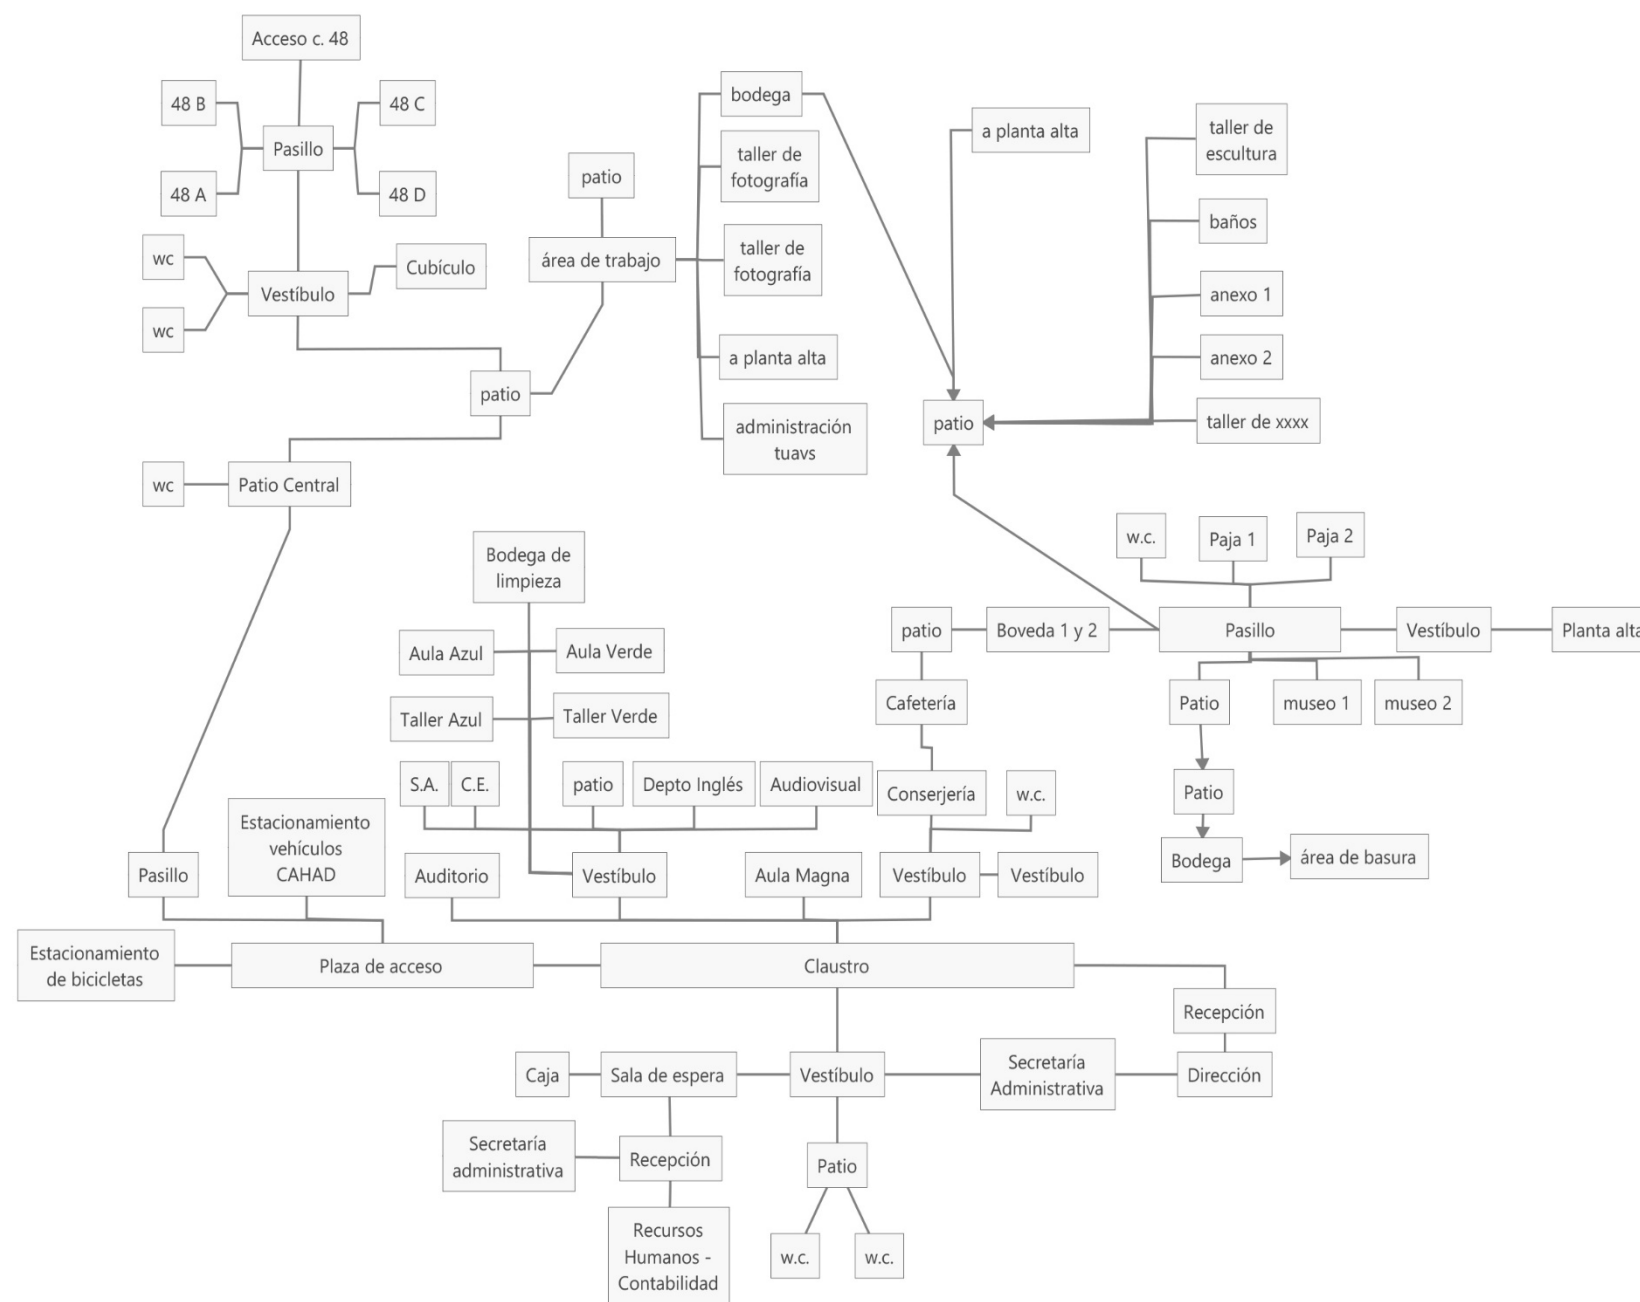 Acceso c. 48
48 B
48 C
Pasillo
48 A
48 D
wc
Cubículo
Vestíbulo
wc
patio
área de trabajo
bodega
taller de
fotografía
taller de
fotografía
a planta alta
administración
tuavs
patio
wc
Patio Central
a planta alta
taller de
escultura
baños
anexo 1
anexo 2
taller de xxxx
patio
w.c.
Paja 1
Paja 2
patio
Boveda 1 y 2
Pasillo
Vestíbulo
Planta alta
Patio
museo 1
museo 2
Patio
Bodega
área de basura
Cafetería
Conserjería
w.c.
Vestíbulo
Vestíbulo
Bodega de
limpieza
Aula Azul
Aula Verde
Taller Azul
Taller Verde
S.A.
C.E.
patio
Depto Inglés
Audiovisual
Pasillo
Estacionamiento
vehículos
CAHAD
Auditorio
Vestíbulo
Aula Magna
Estacionamiento
de bicicletas
Plaza de acceso
Claustro
Recepción
Caja
Sala de espera
Vestíbulo
Secretaría
Administrativa
Dirección
Secretaría
administrativa
Recepción
Patio
Recursos
Humanos -
Contabilidad
w.c.
w.c.